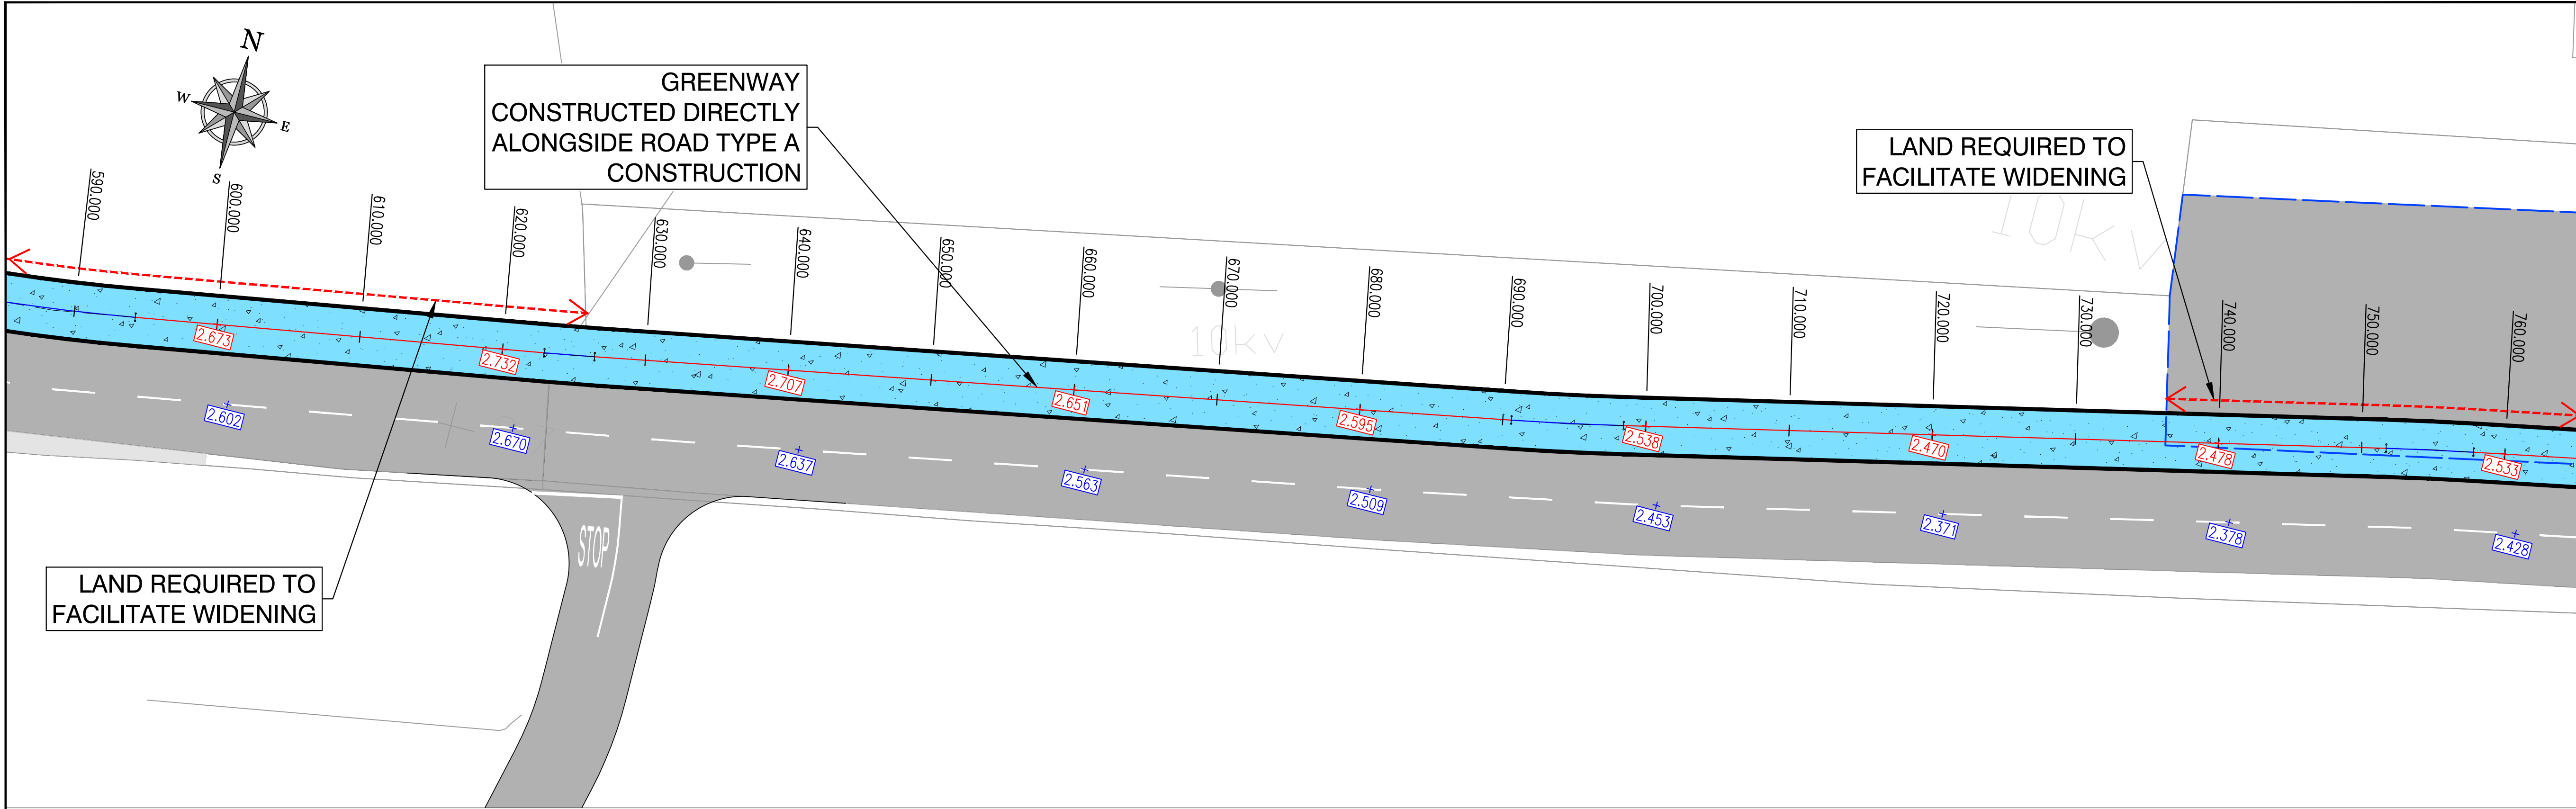 N
W
E
S
GREENWAY
CONSTRUCTED DIRECTLY
ALONGSIDE ROAD TYPE A
CONSTRUCTION
LAND REQUIRED TO
FACILITATE WIDENING
590.000
600.000
610.000
620.000
630.000
640.000
650.000
660.000
670.000
680.000
690.000
700.000
710.000
720.000
730.000
740.000
750.000
760.000
10kv
10kv
2.673
2.732
2.707
2.651
2.595
2.538
2.470
2.478
2.533
2.602
2.670
2.637
2.563
2.509
2.453
2.371
2.378
2.428
STOP
LAND REQUIRED TO
FACILITATE WIDENING